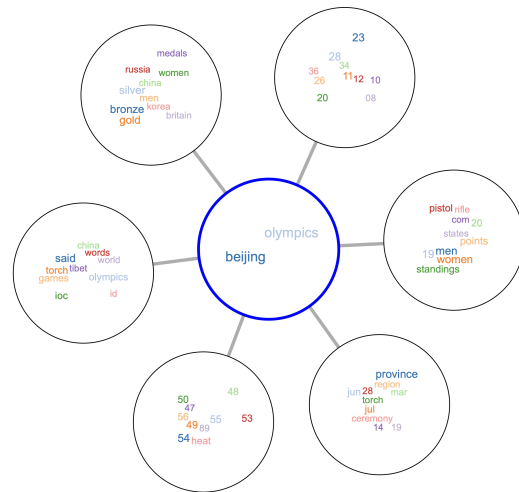 medals
russia
women
china
silver
men
korea
bronze
britain
gold
23
28
34
36
11
12
10
26
20
08
pistol
rifle
com
20
states
points
19
men
women
standings
olympics
beijing
china
words
said
world
torch
tibet
games
olympics
ioc
id
50
48
47
56
55
53
49
89
54
heat
province
region
jun
28
mar
torch
jul
ceremony
14
19